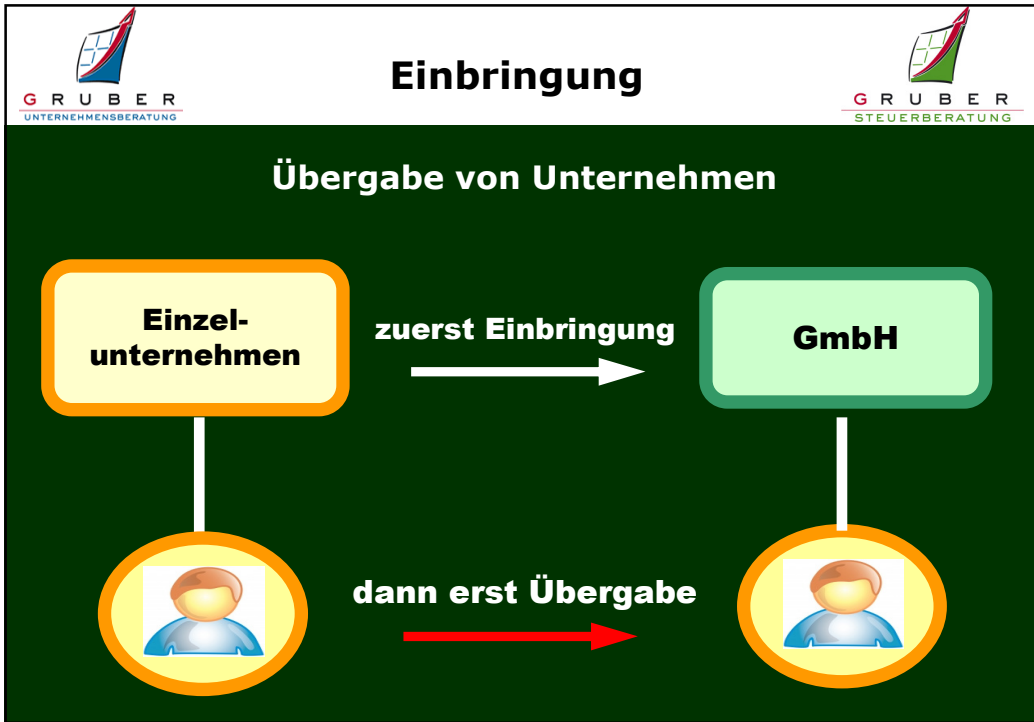 GRUBER
UNTERNEHMENSBERATUNG
Einbringung
GRUBER
STEUERBERATUNG
Übergabe von Unternehmen
Einzel-
unternehmen
zuerst Einbringung
GmbH
dann erst Übergabe